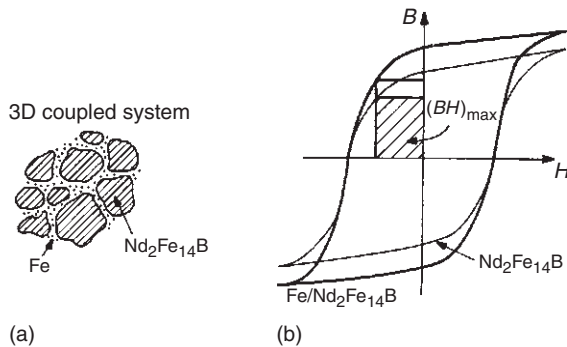 3D coupled system
Fe
Nd₂Fe₁₄B
(a)
B
(BH)max
H
Nd₂Fe₁₄B
Fe/Nd₂Fe₁₄B
(b)